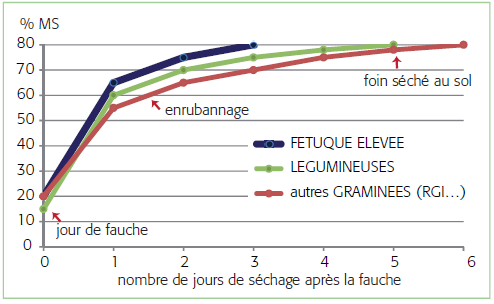 % MS
80
70
60
50
40
30
20
10
0
foin séché au sol
enrubannage
FETUQUE ELEVEE
LEGUMINEUSES
autres GRAMINEES (RGI...)
jour de fauche
0 1 2 3 4 5 6
nombre de jours de séchage après la fauche